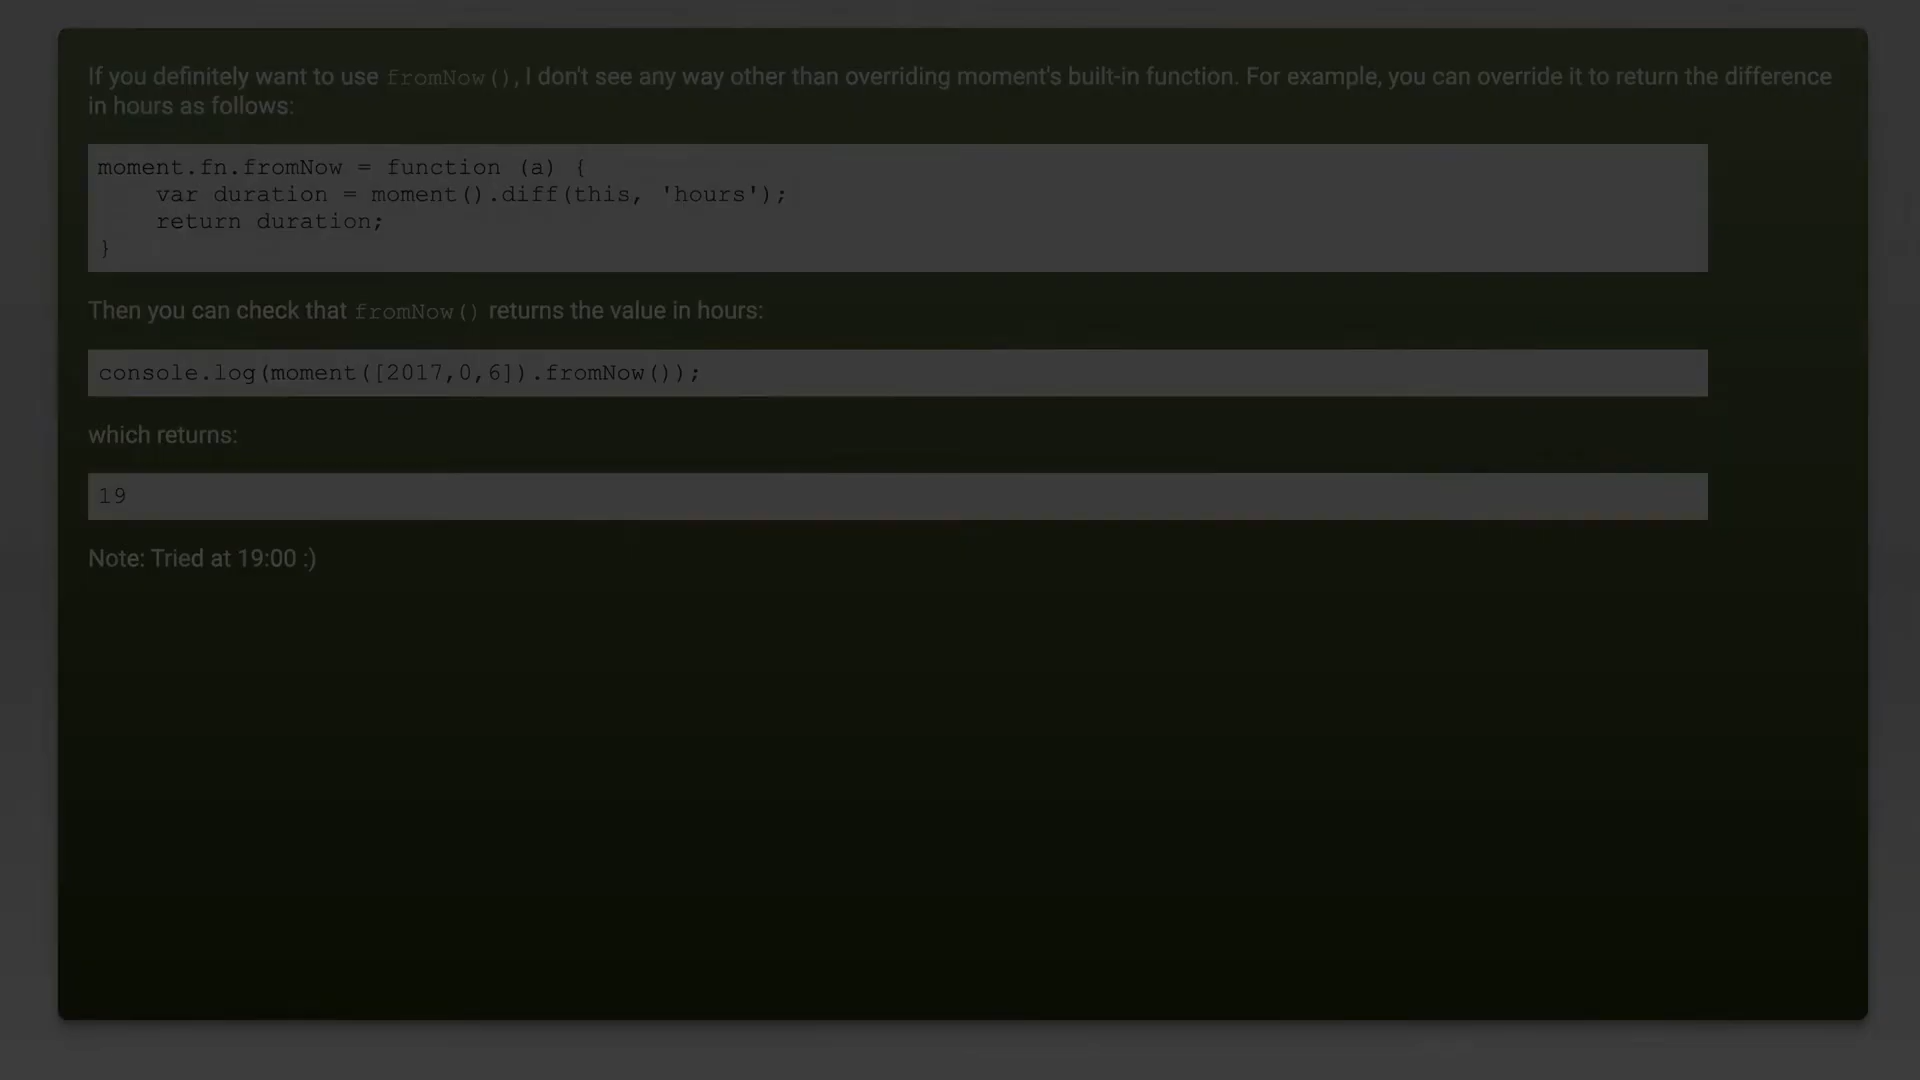 If you definitely want to use fromNow(), I don't see any way other than overriding moment's built-in function. For example, you can override it to return the difference
in hours as follows:
moment.fn.fromNow = function (a) {
    var duration = moment().diff(this, 'hours');
    return duration;
}
Then you can check that fromNow() returns the value in hours:
console.log(moment([2017,0,6]).fromNow());
which returns:
19
Note: Tried at 19:00 :)